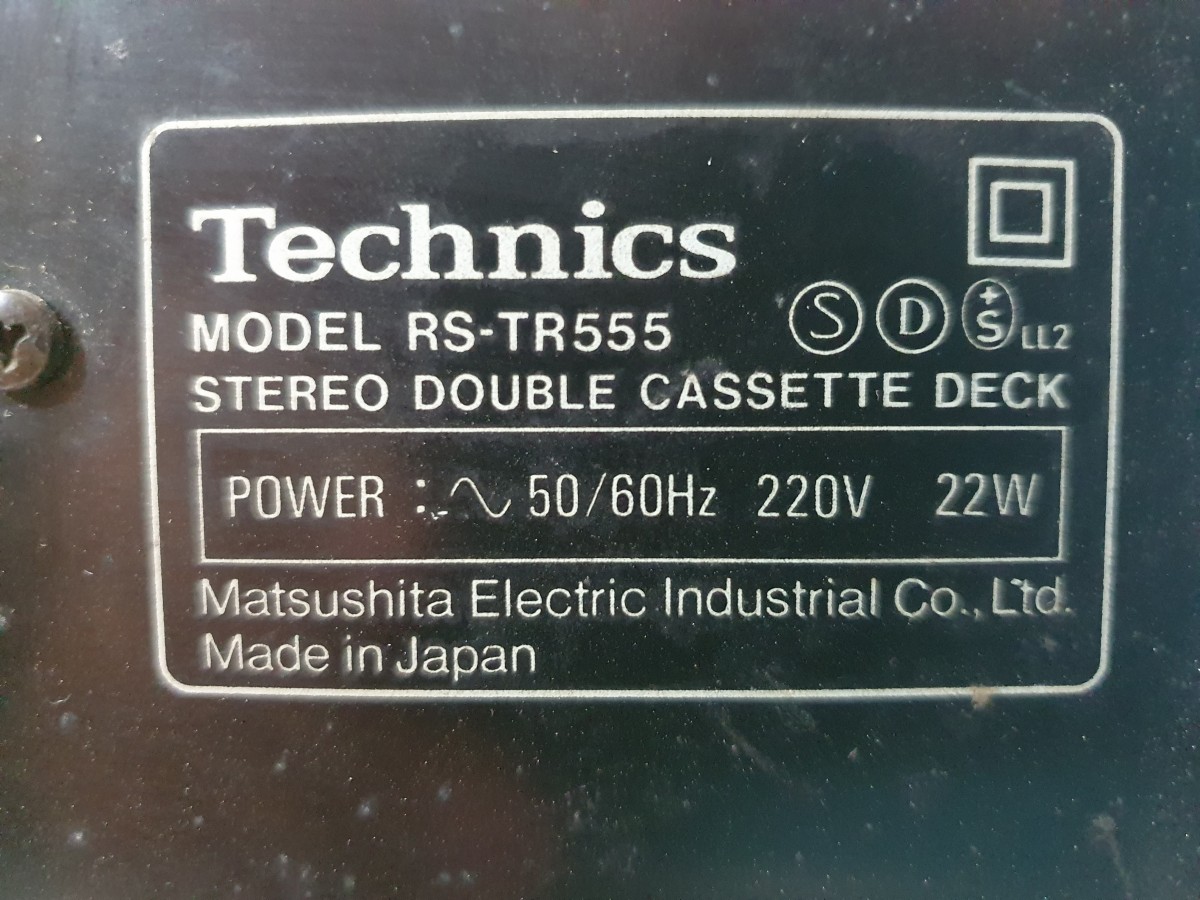 Technics
MODEL RS-TR555
S D +S LL2
STEREO DOUBLE CASSETTE DECK
POWER : ∿ 50/60Hz 220V 22W
Matsushita Electric Industrial Co., Ltd.
Made in Japan